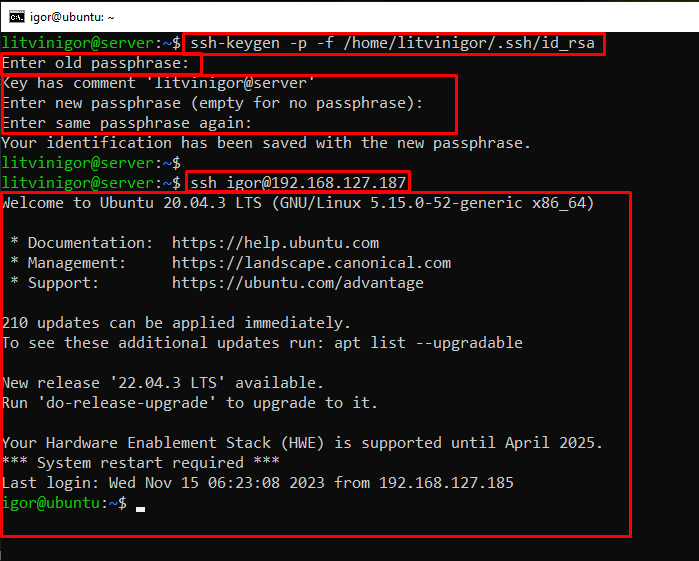 igor@ubuntu: ~
litvinigor@server:~$ ssh-keygen -p -f /home/litvinigor/.ssh/id_rsa
Enter old passphrase:
Key has comment 'litvinigor@server'
Enter new passphrase (empty for no passphrase):
Enter same passphrase again:
Your identification has been saved with the new passphrase.
litvinigor@server:~$
litvinigor@server:~$ ssh igor@192.168.127.187
Welcome to Ubuntu 20.04.3 LTS (GNU/Linux 5.15.0-52-generic x86_64)
* Documentation:  https://help.ubuntu.com
* Management:     https://landscape.canonical.com
* Support:        https://ubuntu.com/advantage
210 updates can be applied immediately.
To see these additional updates run: apt list --upgradable
New release '22.04.3 LTS' available.
Run 'do-release-upgrade' to upgrade to it.
Your Hardware Enablement Stack (HWE) is supported until April 2025.
*** System restart required ***
Last login: Wed Nov 15 06:23:08 2023 from 192.168.127.185
igor@ubuntu:~$